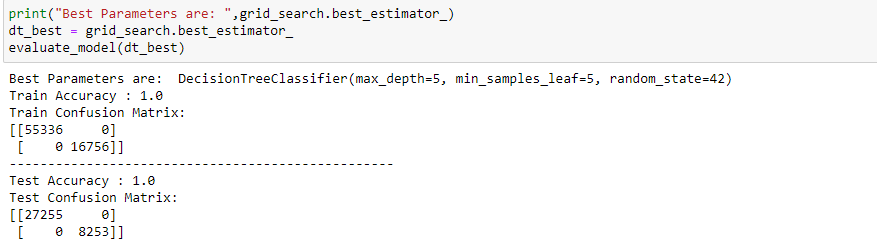 print("Best Parameters are: ",grid_search.best_estimator_)
dt_best = grid_search.best_estimator_
evaluate_model(dt_best)
Best Parameters are:  DecisionTreeClassifier(max_depth=5, min_samples_leaf=5, random_state=42)
Train Accuracy : 1.0
Train Confusion Matrix:
[[55336     0]
 [    0 16756]]
--------------------------------------------------
Test Accuracy : 1.0
Test Confusion Matrix:
[[27255     0]
 [    0  8253]]